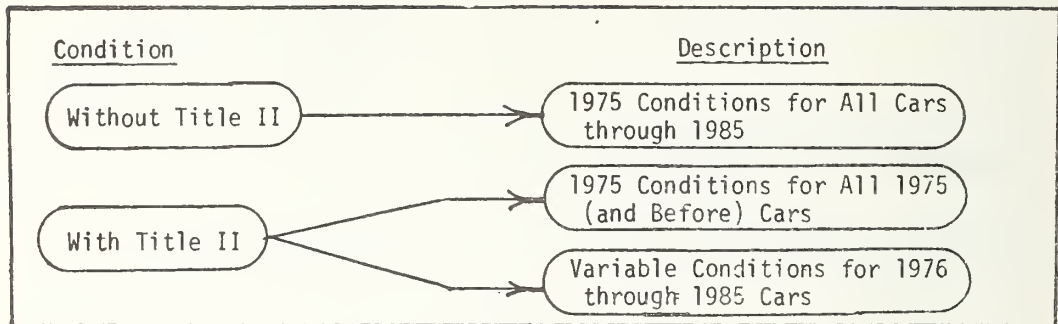 Condition
Description
Without Title II
1975 Conditions for All Cars
through 1985
With Title II
1975 Conditions for All 1975
(and Before) Cars
Variable Conditions for 1976
through 1985 Cars